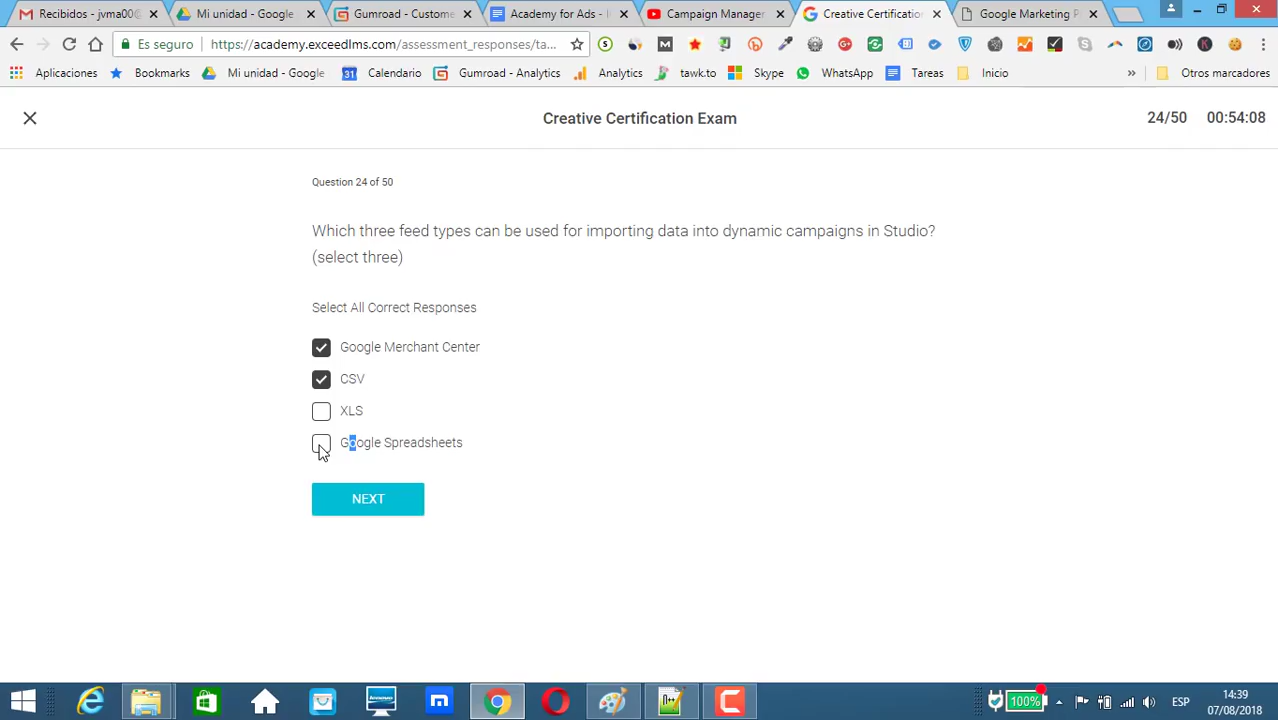 Recibidos - jvma00@
Mi unidad - Google
Gumroad - Custome
Academy for Ads - I
Campaign Manager
Creative Certification
Google Marketing P
Es seguro
https://academy.exceedlms.com/assessment_responses/ta...
Aplicaciones
Bookmark
Mi unidad - Google
31
Calendario
Gumroad - Analytics
Analytics
tawk.to
Skype
WhatsApp
Tareas
Inicio
»
Otros marcadores
Creative Certification Exam
24/50
00:54:08
Question 24 of 50
Which three feed types can be used for importing data into dynamic campaigns in Studio?
(select three)
Select All Correct Responses
Google Merchant Center
CSV
XLS
Google Spreadsheets
NEXT
100%
ESP
14:39
07/08/2018